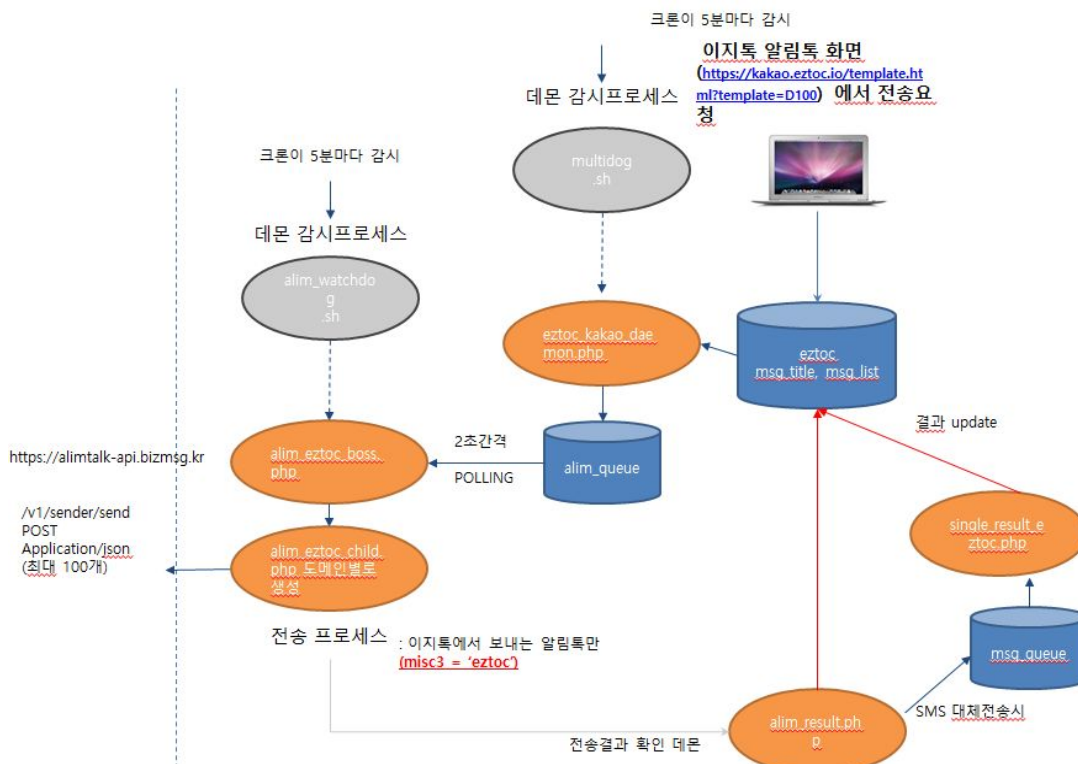 크론이 5분마다 감시
이지톡 알림톡 화면
(https://kakao.eztoc.io/template.ht
ml?template=D100) 에서 전송요
청
데몬 감시프로세스
multidog
.sh
크론이 5분마다 감시
데몬 감시프로세스
alim_watchdo
g
.sh
eztoc_kakao_dae
mon.php
eztoc
msg_title, msg_list
결과 update
https://alimtalk-api.bizmsg.kr
alim_eztoc_boss.
php
2초간격
POLLING
alim_queue
/v1/sender/send
POST
Application/json
(최대 100개)
alim_eztoc_child.
php 도메인별로
생성
single_result_e
ztoc.php
전송 프로세스
: 이지톡에서 보내는 알림톡만
(misc3 = ‘eztoc’)
msg_queue
SMS 대체전송시
alim_result.ph
p
전송결과 확인 데몬